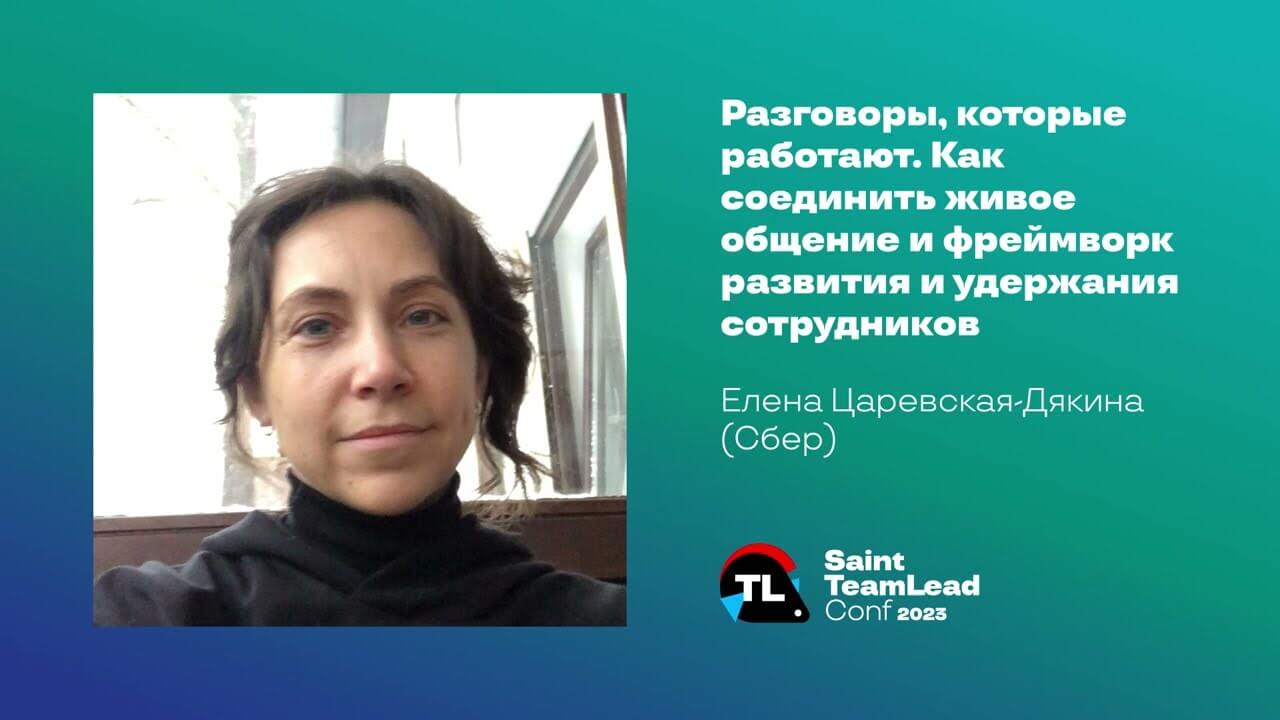 Разговоры, которые
работают. Как
соединить живое
общение и фреймворк
развития и удержания
сотрудников
Елена Царевская-Дякина
(Сбер)
TL
Saint
TeamLead
Conf 2023